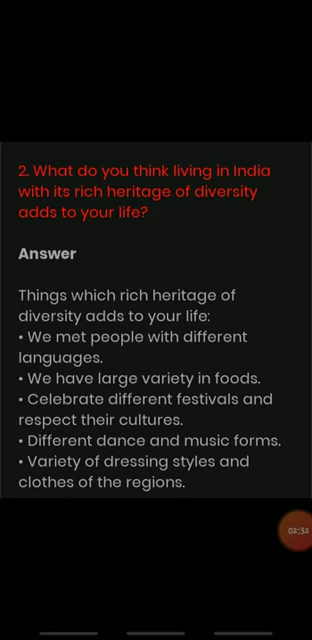 2. What do you think living in India
with its rich heritage of diversity
adds to your life?
Answer
Things which rich heritage of
diversity adds to your life:
• We met people with different
languages.
• We have large variety in foods.
• Celebrate different festivals and
respect their cultures.
• Different dance and music forms.
• Variety of dressing styles and
clothes of the regions.
02:32